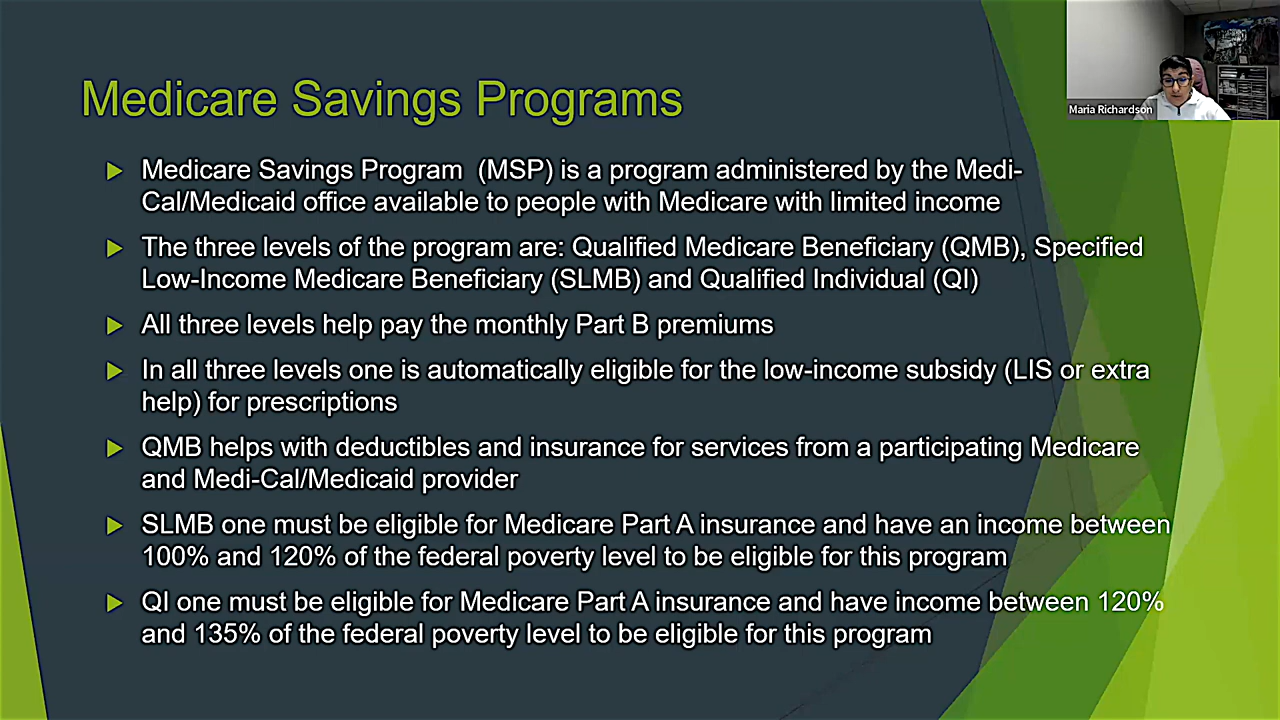 Medicare Savings Programs
Maria Richardson
Medicare Savings Program (MSP) is a program administered by the Medi-
Cal/Medicaid office available to people with Medicare with limited income
The three levels of the program are: Qualified Medicare Beneficiary (QMB), Specified
Low-Income Medicare Beneficiary (SLMB) and Qualified Individual (QI)
All three levels help pay the monthly Part B premiums
In all three levels one is automatically eligible for the low-income subsidy (LIS or extra
help) for prescriptions
QMB helps with deductibles and insurance for services from a participating Medicare
and Medi-Cal/Medicaid provider
SLMB one must be eligible for Medicare Part A insurance and have an income between
100% and 120% of the federal poverty level to be eligible for this program
QI one must be eligible for Medicare Part A insurance and have income between 120%
and 135% of the federal poverty level to be eligible for this program